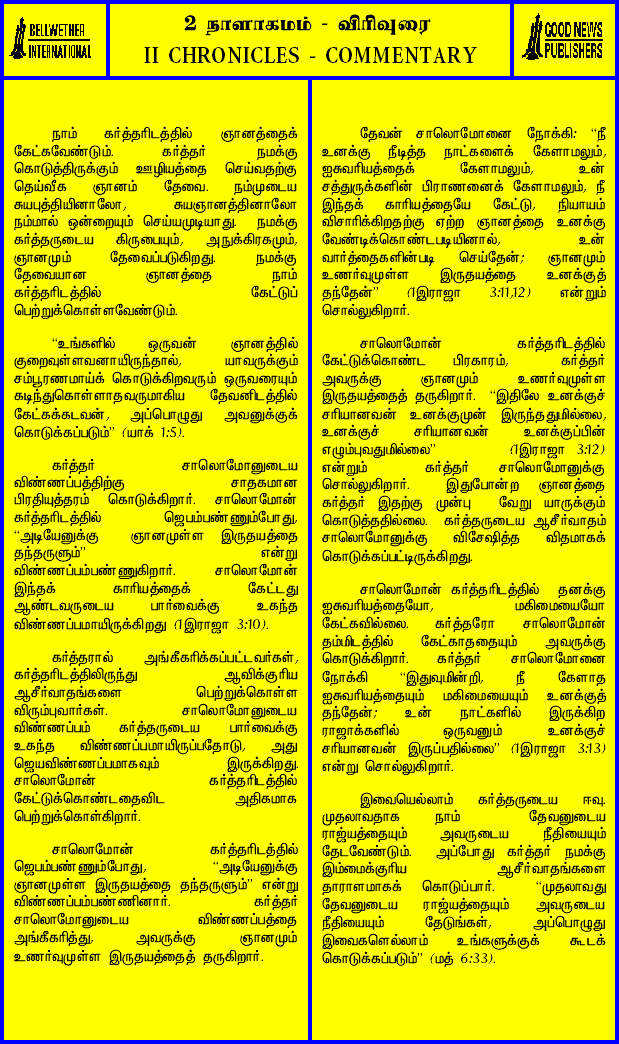 BELLWETHER
INTERNATIONAL
2 நாளாகமம் - விரிவுரை
II CHRONICLES - COMMENTARY
GOOD NEWS
PUBLISHERS
நாம் கர்த்தரிடத்தில் ஞானத்தைக்
கேட்கவேண்டும். கர்த்தர் நமக்கு
கொடுத்திருக்கும் ஊழியத்தை செய்வதற்கு
தெய்வீக ஞானம் தேவை. நம்முடைய
சுயபுத்தியினாலோ, சுயஞானத்தினாலோ
நம்மால் ஒன்றையும் செய்யமுடியாது. நமக்கு
கர்த்தருடைய கிருபையும், அநுக்கிரகமும்,
ஞானமும் தேவைப்படுகிறது. நமக்கு
தேவையான ஞானத்தை நாம்
கர்த்தரிடத்தில் கேட்டுப்
பெற்றுக்கொள்ளவேண்டும்.
“உங்களில் ஒருவன் ஞானத்தில்
குறைவுள்ளவனாயிருந்தால், யாவருக்கும்
சம்பூரணமாய்க் கொடுக்கிறவரும் ஒருவரையும்
கடிந்துகொள்ளாதவருமாகிய தேவனிடத்தில்
கேட்கக்கடவன், அப்பொழுது அவனுக்குக்
கொடுக்கப்படும்” (யாக் 1:5).
கர்த்தர் சாலொமோனுடைய
விண்ணப்பத்திற்கு சாதகமான
பிரதியுத்தரம் கொடுக்கிறார். சாலொமோன்
கர்த்தரிடத்தில் ஜெபம்பண்ணும்போது,
“அடியேனுக்கு ஞானமுள்ள இருதயத்தை
தந்தருளும்” என்று
விண்ணப்பம்பண்ணுகிறார். சாலொமோன்
இந்தக் காரியத்தைக் கேட்டது
ஆண்டவருடைய பார்வைக்கு உகந்த
விண்ணப்பமாயிருக்கிறது (1இராஜா 3:10).
கர்த்தரால் அங்கீகரிக்கப்பட்டவர்கள்,
கர்த்தரிடத்திலிருந்து ஆவிக்குரிய
ஆசீர்வாதங்களை பெற்றுக்கொள்ள
விரும்புவார்கள். சாலொமோனுடைய
விண்ணப்பம் கர்த்தருடைய பார்வைக்கு
உகந்த விண்ணப்பமாயிருப்பதோடு, அது
ஜெயவிண்ணப்பமாகவும் இருக்கிறது.
சாலொமோன் கர்த்தரிடத்தில்
கேட்டுக்கொண்டதைவிட அதிகமாக
பெற்றுக்கொள்கிறார்.
சாலொமோன் கர்த்தரிடத்தில்
ஜெபம்பண்ணும்போது, “அடியேனுக்கு
ஞானமுள்ள இருதயத்தை தந்தருளும்” என்று
விண்ணப்பம்பண்ணினார். கர்த்தர்
சாலொமோனுடைய விண்ணப்பத்தை
அங்கீகரித்து, அவருக்கு ஞானமும்
உணர்வுமுள்ள இருதயத்தைத் தருகிறார்.
தேவன் சாலொமோனை நோக்கி: “நீ
உனக்கு நீடித்த நாட்களைக் கேளாமலும்,
ஐசுவரியத்தைக் கேளாமலும், உன்
சத்துருக்களின் பிராணனைக் கேளாமலும், நீ
இந்தக் காரியத்தையே கேட்டு, நியாயம்
விசாரிக்கிறதற்கு ஏற்ற ஞானத்தை உனக்கு
வேண்டிக்கொண்டபடியினால், உன்
வார்த்தைகளின்படி செய்தேன்; ஞானமும்
உணர்வுமுள்ள இருதயத்தை உனக்குத்
தந்தேன்” (1இராஜா 3:11,12) என்றும்
சொல்லுகிறார்.
சாலொமோன் கர்த்தரிடத்தில்
கேட்டுக்கொண்ட பிரகாரம், கர்த்தர்
அவருக்கு ஞானமும் உணர்வுமுள்ள
இருதயத்தைத் தருகிறார். “இதிலே உனக்குச்
சரியானவன் உனக்குமுன் இருந்ததுமில்லை,
உனக்குச் சரியானவன் உனக்குப்பின்
எழும்புவதுமில்லை” (1இராஜா 3:12)
என்றும் கர்த்தர் சாலொமோனுக்கு
சொல்லுகிறார். இதுபோன்ற ஞானத்தை
கர்த்தர் இதற்கு முன்பு வேறு யாருக்கும்
கொடுத்ததில்லை. கர்த்தருடைய ஆசீர்வாதம்
சாலொமோனுக்கு விசேஷித்த விதமாகக்
கொடுக்கப்பட்டிருக்கிறது.
சாலொமோன் கர்த்தரிடத்தில் தனக்கு
ஐசுவரியத்தையோ, மகிமையையோ
கேட்கவில்லை. கர்த்தரோ சாலொமோன்
தம்மிடத்தில் கேட்காததையும் அவருக்கு
கொடுக்கிறார். கர்த்தர் சாலொமோனை
நோக்கி “இதுவுமின்றி, நீ கேளாத
ஐசுவரியத்தையும் மகிமையையும் உனக்குத்
தந்தேன்; உன் நாட்களில் இருக்கிற
ராஜாக்களில் ஒருவனும் உனக்குச்
சரியானவன் இருப்பதில்லை” (1இராஜா 3:13)
என்று சொல்லுகிறார்.
இவையெல்லாம் கர்த்தருடைய ஈவு.
முதலாவதாக நாம் தேவனுடைய
ராஜ்யத்தையும் அவருடைய நீதியையும்
தேடவேண்டும். அப்போது கர்த்தர் நமக்கு
இம்மைக்குரிய ஆசீர்வாதங்களை
தாராளமாகக் கொடுப்பார். “முதலாவது
தேவனுடைய ராஜ்யத்தையும் அவருடைய
நீதியையும் தேடுங்கள், அப்பொழுது
இவைகளெல்லாம் உங்களுக்குக் கூடக்
கொடுக்கப்படும்” (மத் 6:33).